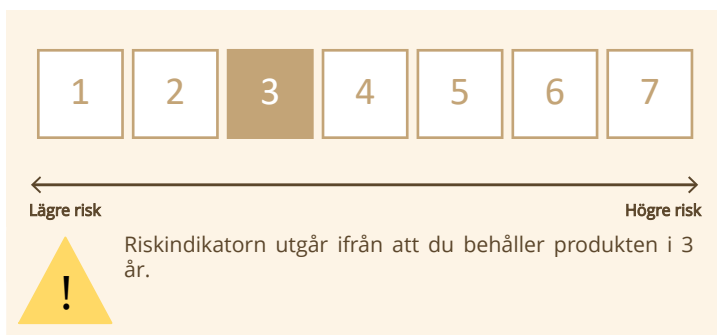 1 2 3 4 5 6 7
Lägre risk Högre risk
Riskindikatorn utgår ifrån att du behåller produkten i 3
år.
!